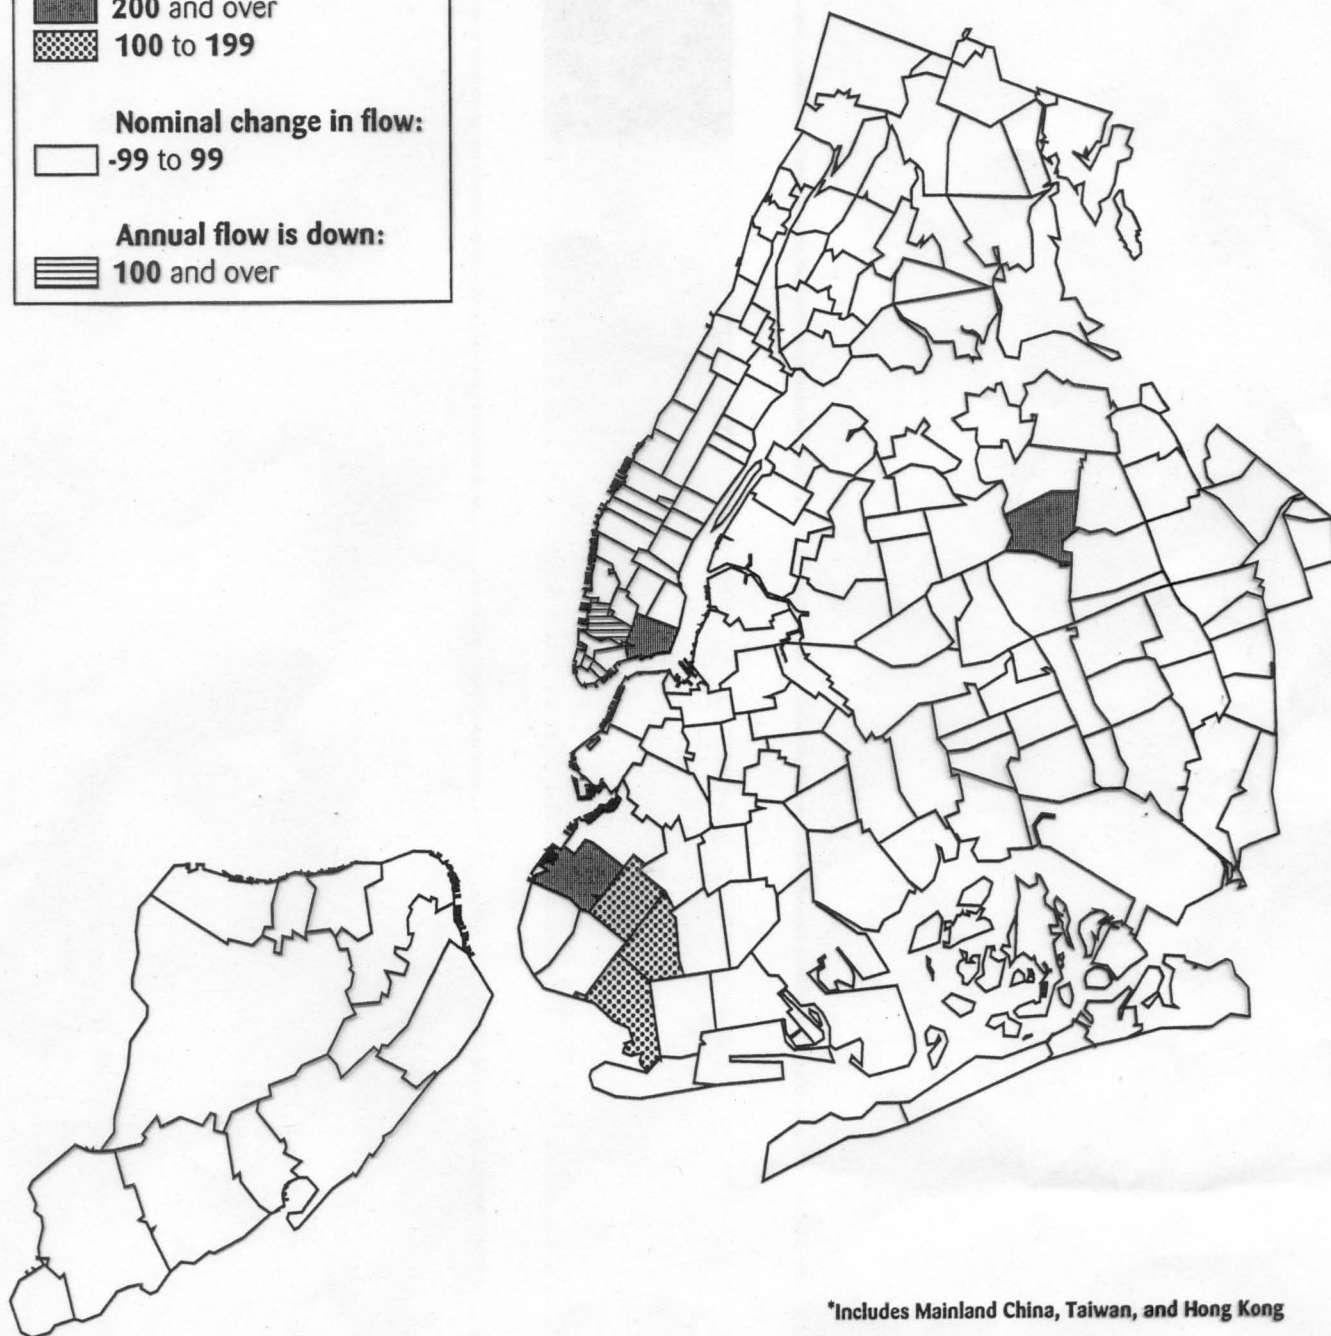 200 and over
100 to 199
Nominal change in flow:
-99 to 99
Annual flow is down:
100 and over
*Includes Mainland China, Taiwan, and Hong Kong